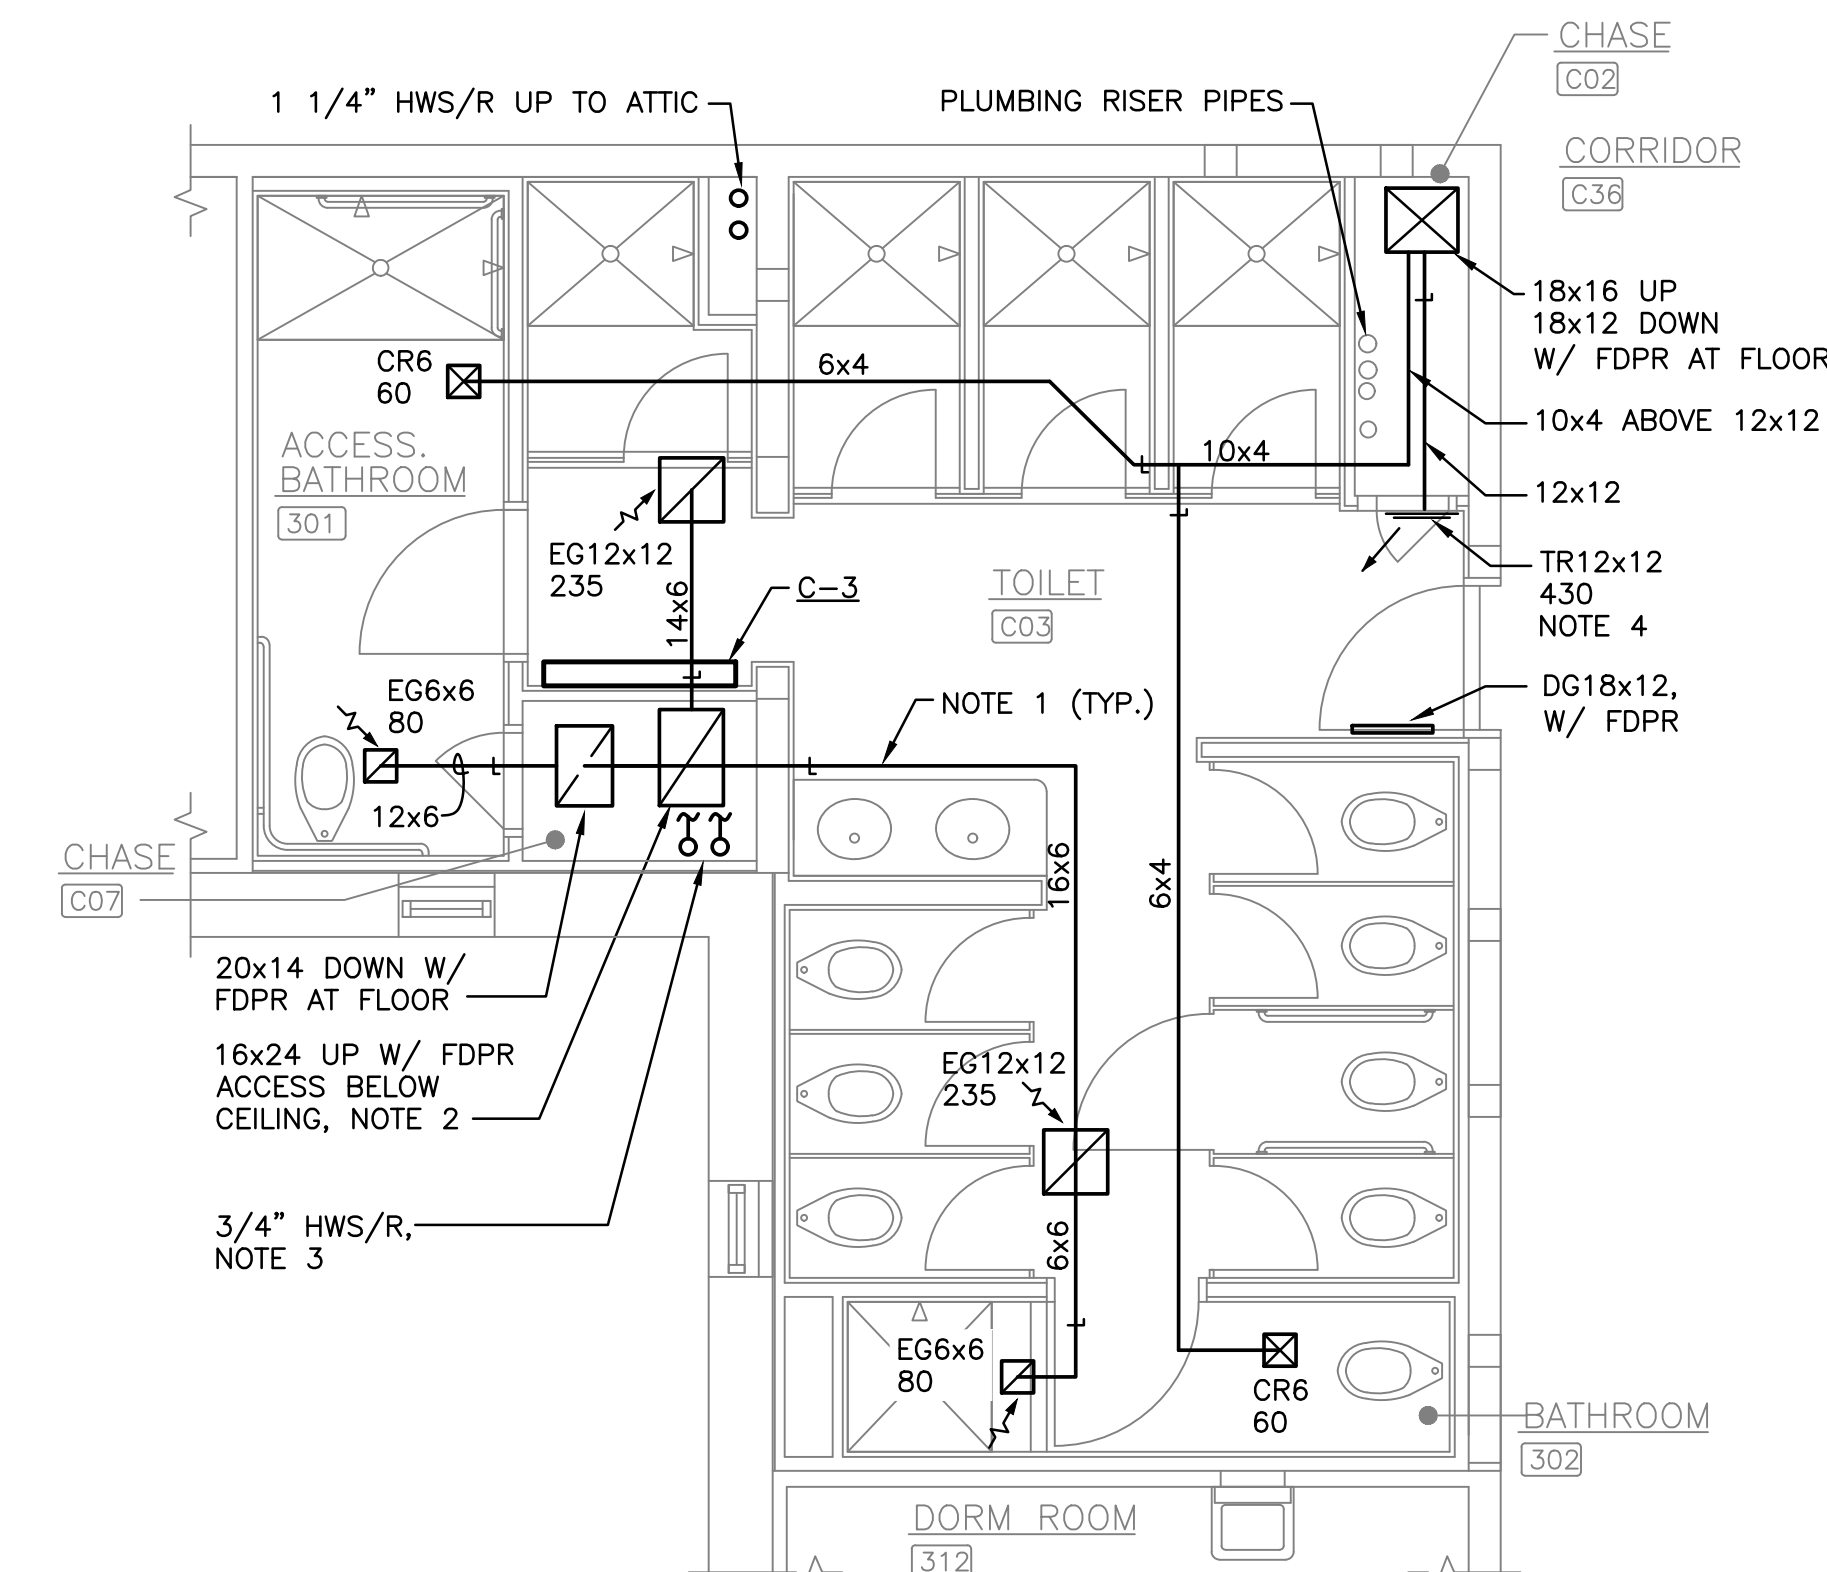 CHASE
C02
1 1/4” HWS/R UP TO ATTIC
PLUMBING RISER PIPES
CORRIDOR
C36
18x16 UP
18x12 DOWN
W/ FDPR AT FLOOR
CR6
60
6x4
10x4 ABOVE 12x12
ACCESS.
BATHROOM
301
10x4
12x12
EG12x12
235
14x6
C-3
TOILET
C03
TR12x12
430
NOTE 4
EG6x6
80
NOTE 1 (TYP.)
DG18x12,
W/ FDPR
12x6
CHASE
C07
16x6
6x4
20x14 DOWN W/
FDPR AT FLOOR
16x24 UP W/ FDPR
ACCESS BELOW
CEILING, NOTE 2
EG12x12
235
3/4” HWS/R,
NOTE 3
6x6
EG6x6
80
CR6
60
BATHROOM
302
DORM ROOM
312